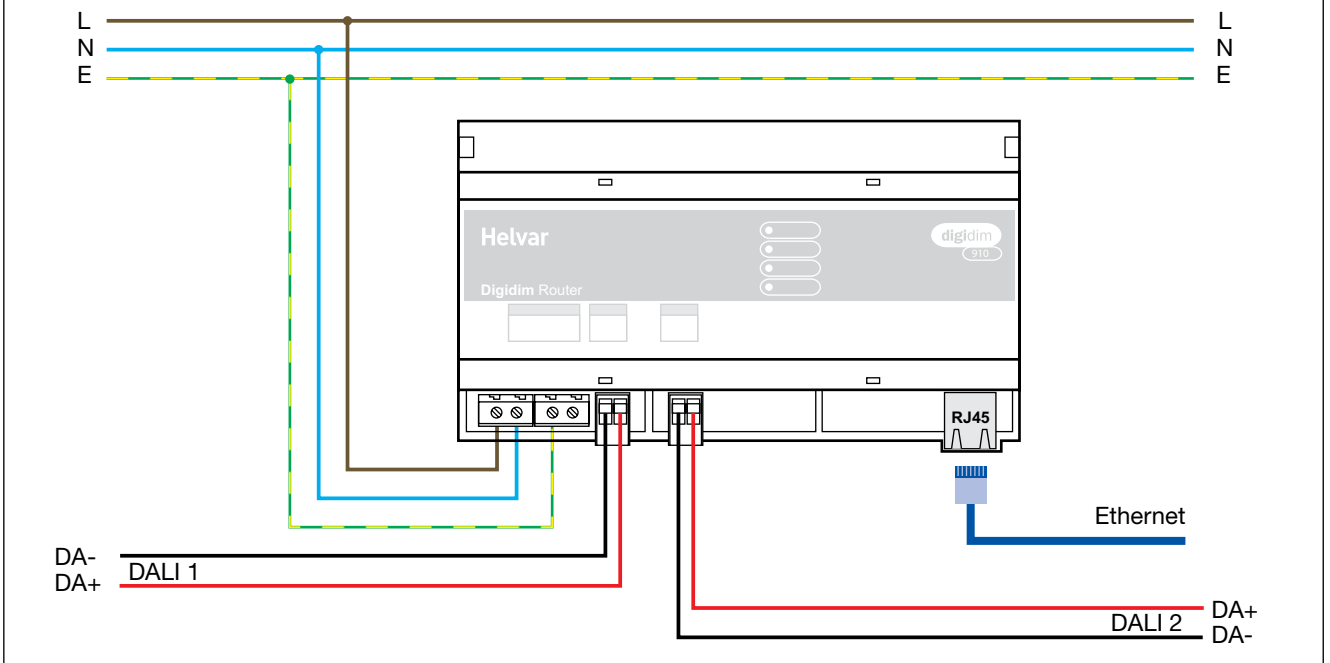 L L
N N
E E
Helvar
digidim
910
Digidim Router
RJ45
Ethernet
DA-
DALI 1
DA+
DA+
DALI 2
DA-